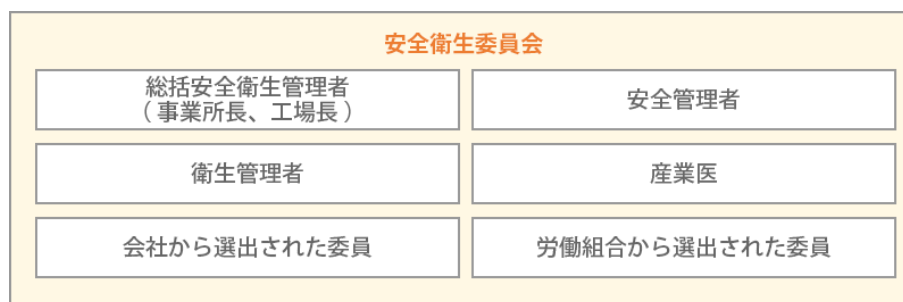 安全衛生委員会
総括安全衛生管理者
( 事業所長、工場長 )
安全管理者
衛生管理者
産業医
会社から選出された委員
労働組合から選出された委員